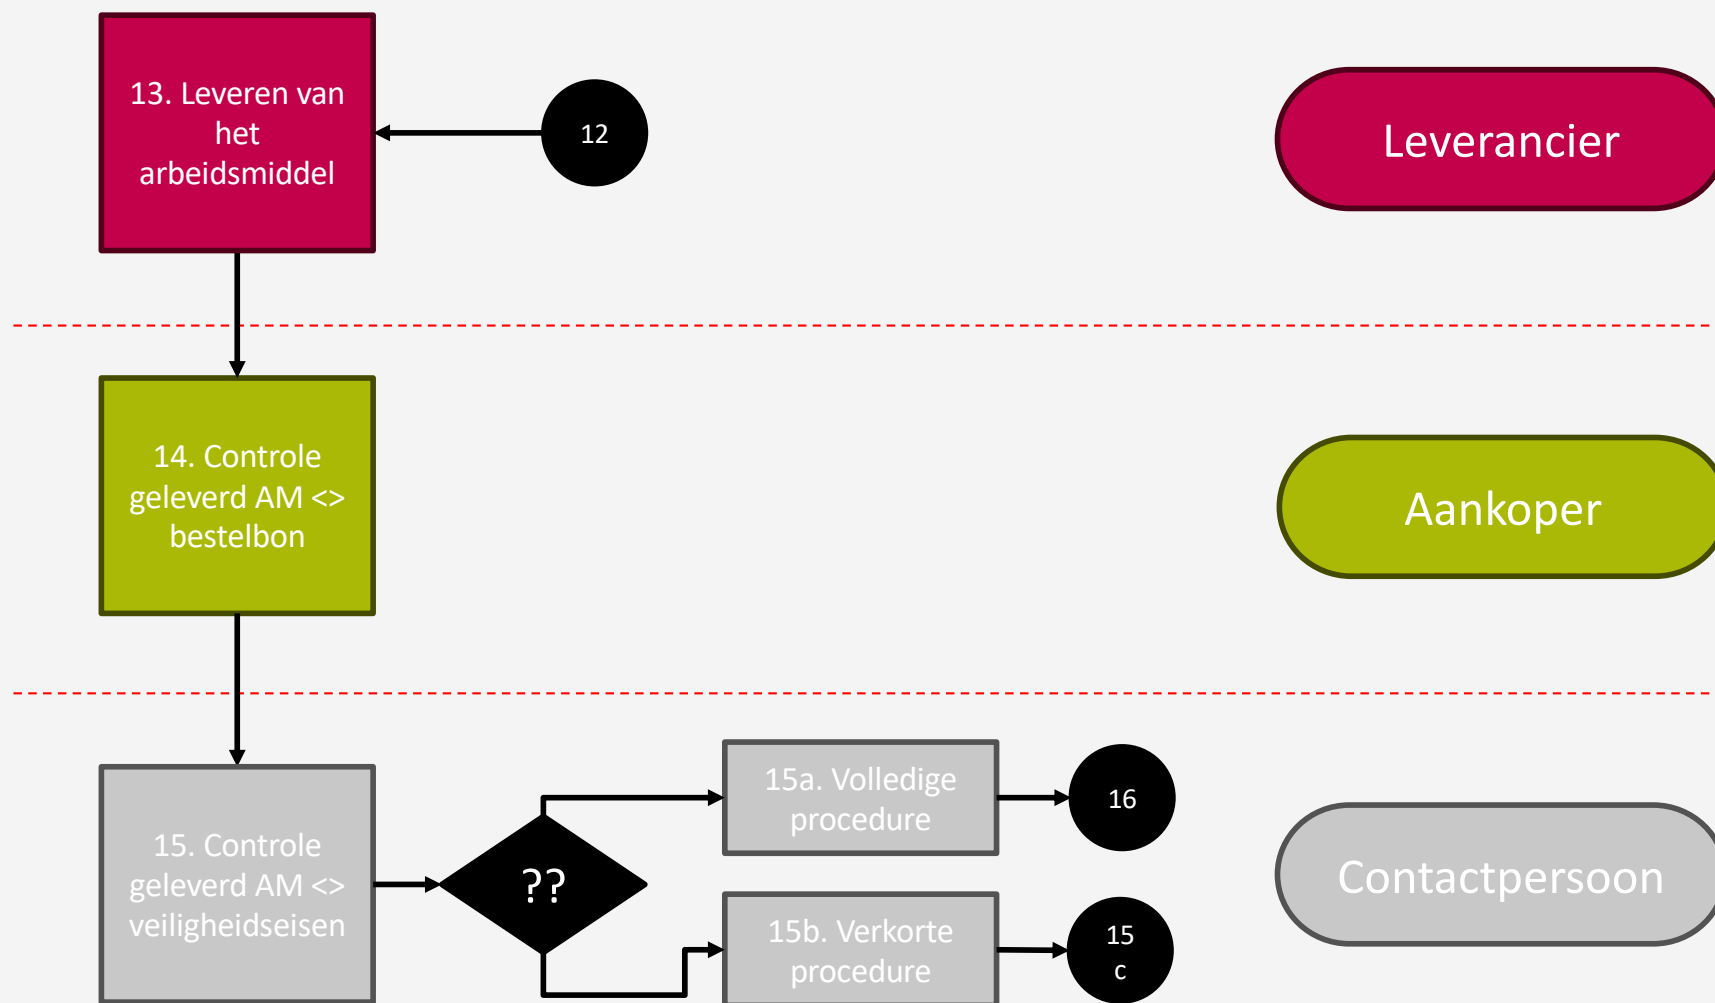 13. Leveren van
het
arbeidsmiddel
12
Leverancier
14. Controle
geleverd AM <>
bestelbon
Aankoper
15. Controle
geleverd AM <>
veiligheidseisen
??
15a. Volledige
procedure
16
15b. Verkorte
procedure
15
c
Contactpersoon